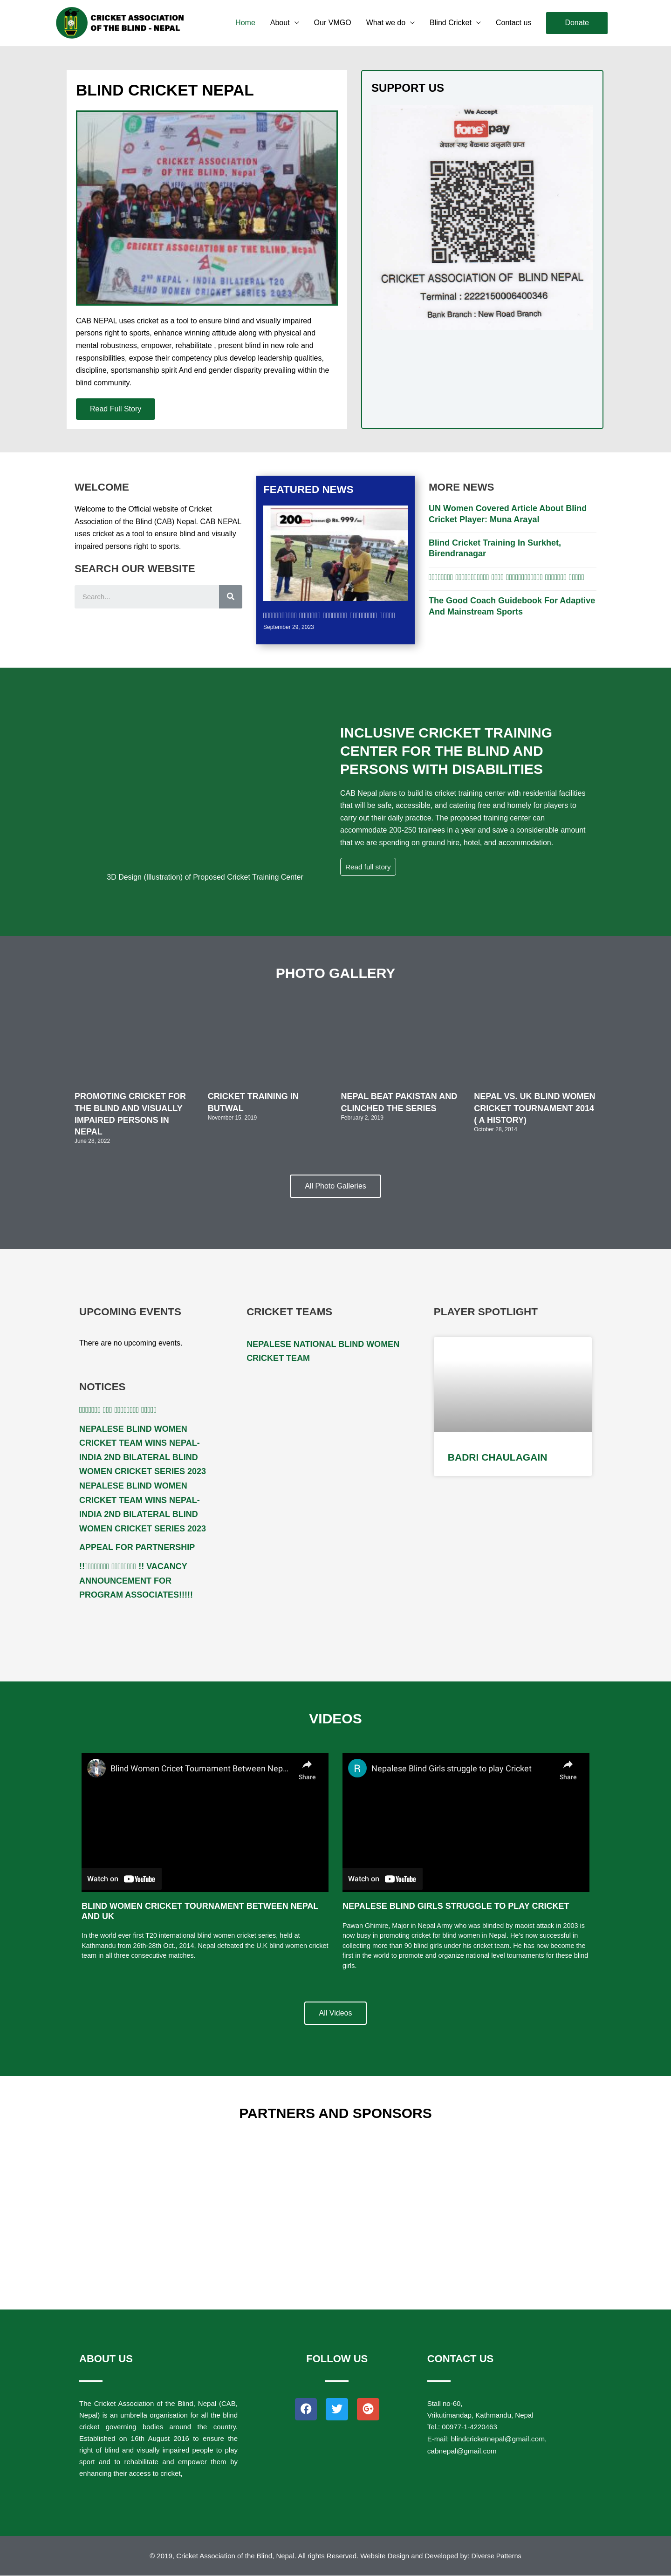 CRICKET ASSOCIATION
OF THE BLIND - NEPAL
Home
About
Our VMGO
What we do
Blind Cricket
Contact us
Donate
BLIND CRICKET NEPAL
CRICKET ASSOCIATION
OF THE BLIND, Nepal
CRICKET ASSOCIATION OF THE BLIND, Nepal
2ND NEPAL - INDIA BILATERAL T20
BLIND WOMEN CRICKET SERIES 2023
CAB NEPAL uses cricket as a tool to ensure blind and visually impaired
persons right to sports, enhance winning attitude along with physical and
mental robustness, empower, rehabilitate , present blind in new role and
responsibilities, expose their competency plus develop leadership qualities,
discipline, sportsmanship spirit And end gender disparity prevailing within the
blind community.
Read Full Story
SUPPORT US
We Accept
fonepay
नेपाल राष्ट्र बैंकबाट अनुमति प्राप्त
CRICKET ASSOCIATION OF BLIND NEPAL
Terminal : 2222150006400346
Bank Branch : New Road Branch
WELCOME
Welcome to the Official website of Cricket
Association of the Blind (CAB) Nepal. CAB NEPAL
uses cricket as a tool to ensure blind and visually
impaired persons right to sports.
SEARCH OUR WEBSITE
Search...
FEATURED NEWS
200 Rs. 999/
September 29, 2023
MORE NEWS
UN Women Covered Article About Blind
Cricket Player: Muna Arayal
Blind Cricket Training In Surkhet,
Birendranagar
The Good Coach Guidebook For Adaptive
And Mainstream Sports
3D Design (Illustration) of Proposed Cricket Training Center
INCLUSIVE CRICKET TRAINING
CENTER FOR THE BLIND AND
PERSONS WITH DISABILITIES
CAB Nepal plans to build its cricket training center with residential facilities
that will be safe, accessible, and catering free and homely for players to
carry out their daily practice. The proposed training center can
accommodate 200-250 trainees in a year and save a considerable amount
that we are spending on ground hire, hotel, and accommodation.
Read full story
PHOTO GALLERY
PROMOTING CRICKET FOR
THE BLIND AND VISUALLY
IMPAIRED PERSONS IN
NEPAL
June 28, 2022
CRICKET TRAINING IN
BUTWAL
November 15, 2019
NEPAL BEAT PAKISTAN AND
CLINCHED THE SERIES
February 2, 2019
NEPAL VS. UK BLIND WOMEN
CRICKET TOURNAMENT 2014
( A HISTORY)
October 28, 2014
All Photo Galleries
UPCOMING EVENTS
There are no upcoming events.
NOTICES
NEPALESE BLIND WOMEN
CRICKET TEAM WINS NEPAL-
INDIA 2ND BILATERAL BLIND
WOMEN CRICKET SERIES 2023
NEPALESE BLIND WOMEN
CRICKET TEAM WINS NEPAL-
INDIA 2ND BILATERAL BLIND
WOMEN CRICKET SERIES 2023
APPEAL FOR PARTNERSHIP
!! !! VACANCY
ANNOUNCEMENT FOR
PROGRAM ASSOCIATES!!!!!
CRICKET TEAMS
NEPALESE NATIONAL BLIND WOMEN
CRICKET TEAM
PLAYER SPOTLIGHT
BADRI CHAULAGAIN
VIDEOS
Blind Women Cricet Tournament Between Nep...
Share
Watch on YouTube
BLIND WOMEN CRICKET TOURNAMENT BETWEEN NEPAL
AND UK
In the world ever first T20 international blind women cricket series, held at
Kathmandu from 26th-28th Oct., 2014, Nepal defeated the U.K blind women cricket
team in all three consecutive matches.
R
Nepalese Blind Girls struggle to play Cricket
Share
Watch on YouTube
NEPALESE BLIND GIRLS STRUGGLE TO PLAY CRICKET
Pawan Ghimire, Major in Nepal Army who was blinded by maoist attack in 2003 is
now busy in promoting cricket for blind women in Nepal. He's now successful in
collecting more than 90 blind girls under his cricket team. He has now become the
first in the world to promote and organize national level tournaments for these blind
girls.
All Videos
PARTNERS AND SPONSORS
ABOUT US
The Cricket Association of the Blind, Nepal (CAB,
Nepal) is an umbrella organisation for all the blind
cricket governing bodies around the country.
Established on 16th August 2016 to ensure the
right of blind and visually impaired people to play
sport and to rehabilitate and empower them by
enhancing their access to cricket,
FOLLOW US
CONTACT US
Stall no-60,
Vrikutimandap, Kathmandu, Nepal
Tel.: 00977-1-4220463
E-mail: blindcricketnepal@gmail.com,
cabnepal@gmail.com
© 2019, Cricket Association of the Blind, Nepal. All rights Reserved. Website Design and Developed by: Diverse Patterns